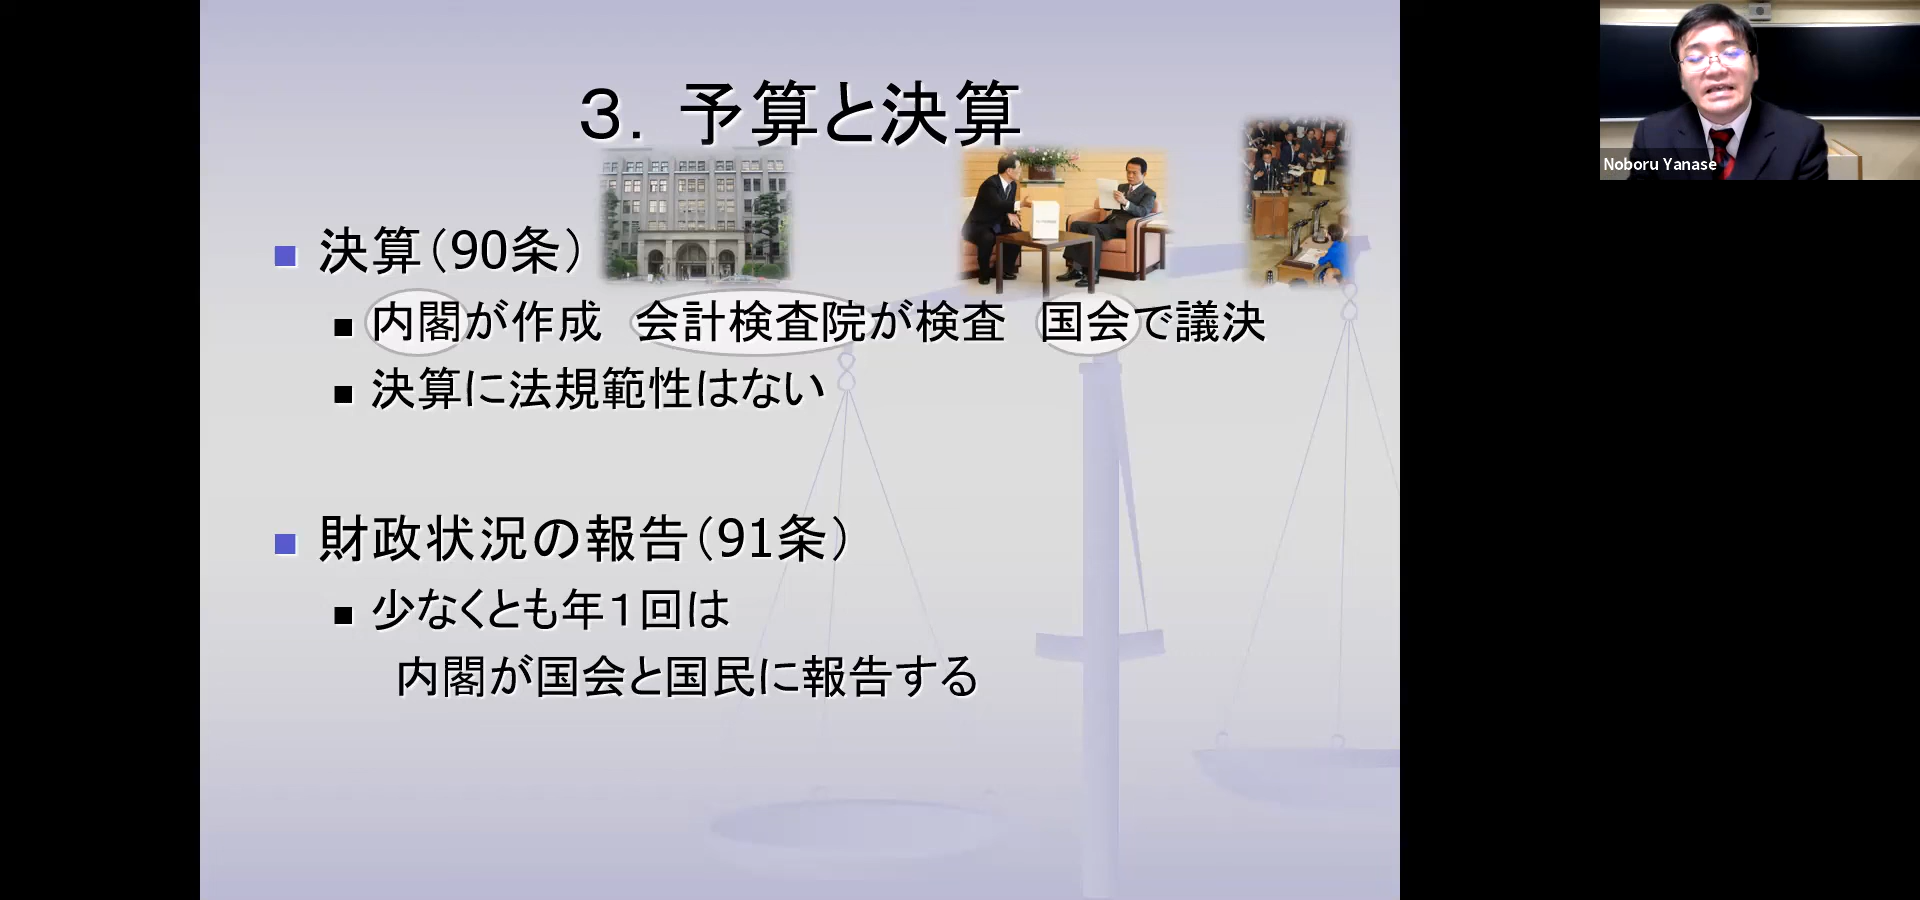 ３．予算と決算
決算（90条）
内閣が作成　会計検査院が検査　国会で議決
決算に法規範性はない
財政状況の報告（91条）
少なくとも年１回は
内閣が国会と国民に報告する
Noboru Yanase